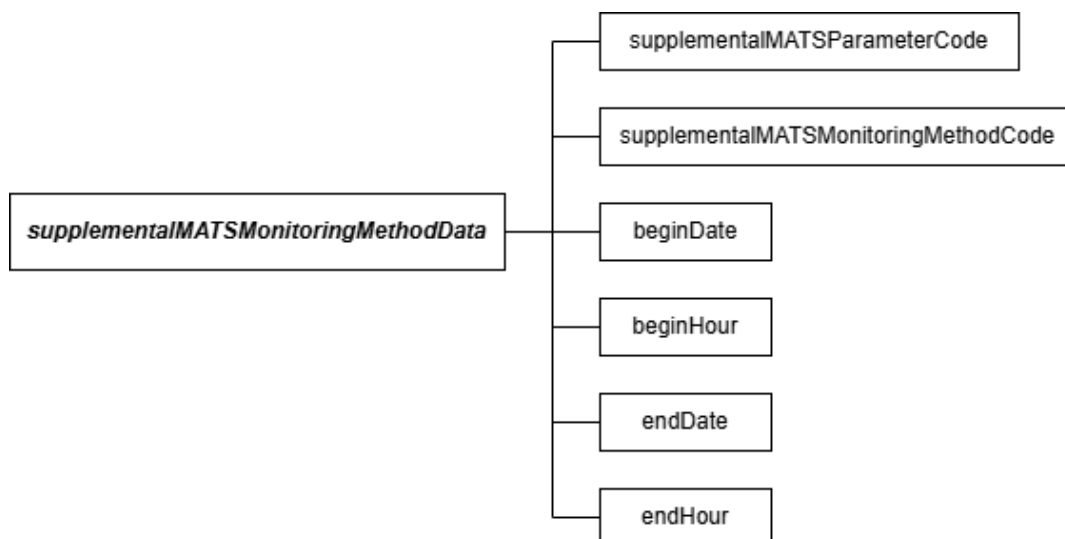 supplementalMATSParameterCode
supplementalMATSMonitoringMethodCode
supplementalMATSMonitoringMethodData
beginDate
beginHour
endDate
endHour